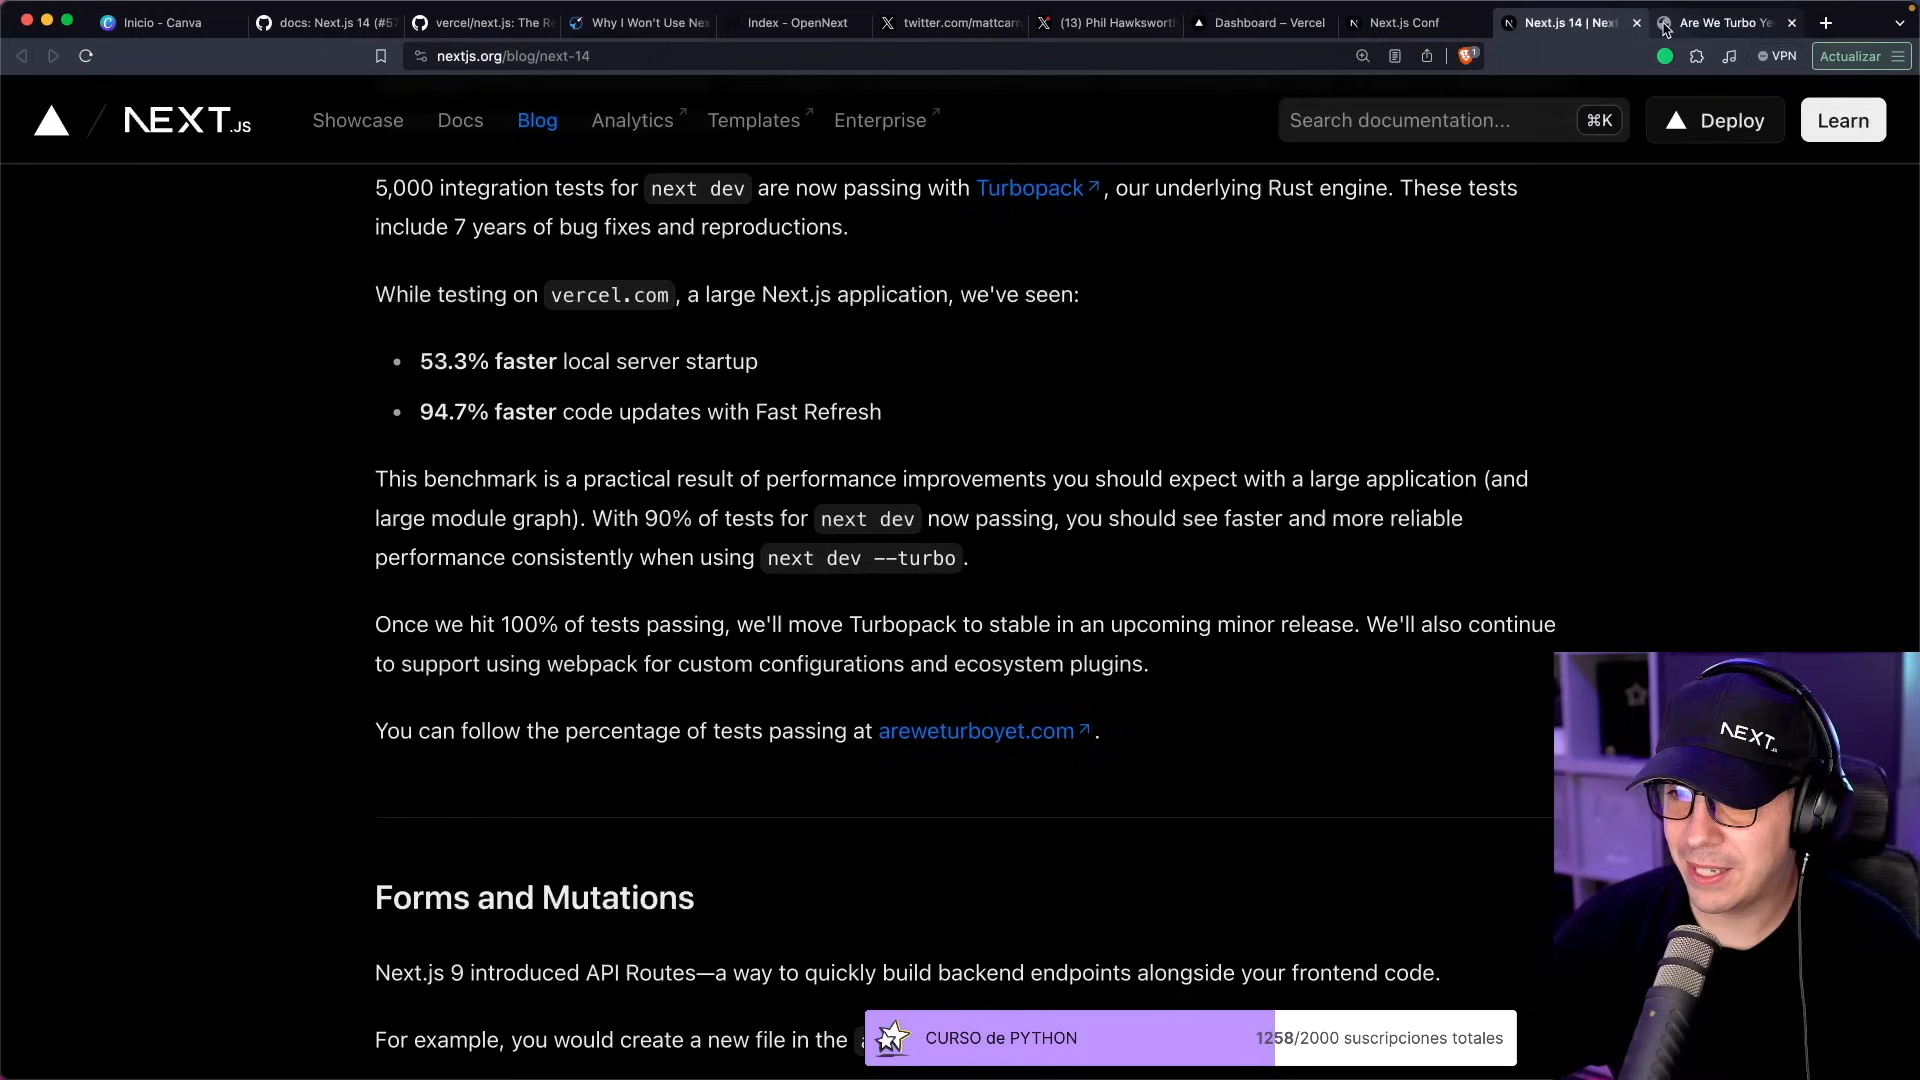 Inicio - Canva
docs: Next.js 14 (#57
vercel/next.js: The Re
Why I Won't Use Nex
Index - OpenNext
twitter.com/mattcarro
(13) Phil Hawksworth
Dashboard – Vercel
Next.js Conf
Next.js 14 | Next
Are We Turbo Ye
nextjs.org/blog/next-14
1
VPN
Actualizar
NEXT.JS
Showcase
Docs
Blog
Analytics
Templates
Enterprise
Search documentation...
⌘K
Deploy
Learn
5,000 integration tests for next dev are now passing with Turbopack, our underlying Rust engine. These tests
include 7 years of bug fixes and reproductions.
While testing on vercel.com, a large Next.js application, we've seen:
• 53.3% faster local server startup
• 94.7% faster code updates with Fast Refresh
This benchmark is a practical result of performance improvements you should expect with a large application (and
large module graph). With 90% of tests for next dev now passing, you should see faster and more reliable
performance consistently when using next dev --turbo.
Once we hit 100% of tests passing, we'll move Turbopack to stable in an upcoming minor release. We'll also continue
to support using webpack for custom configurations and ecosystem plugins.
You can follow the percentage of tests passing at areweturboyet.com.
NEXT.JS
Forms and Mutations
Next.js 9 introduced API Routes—a way to quickly build backend endpoints alongside your frontend code.
For example, you would create a new file in the
CURSO de PYTHON
1258/2000 suscripciones totales